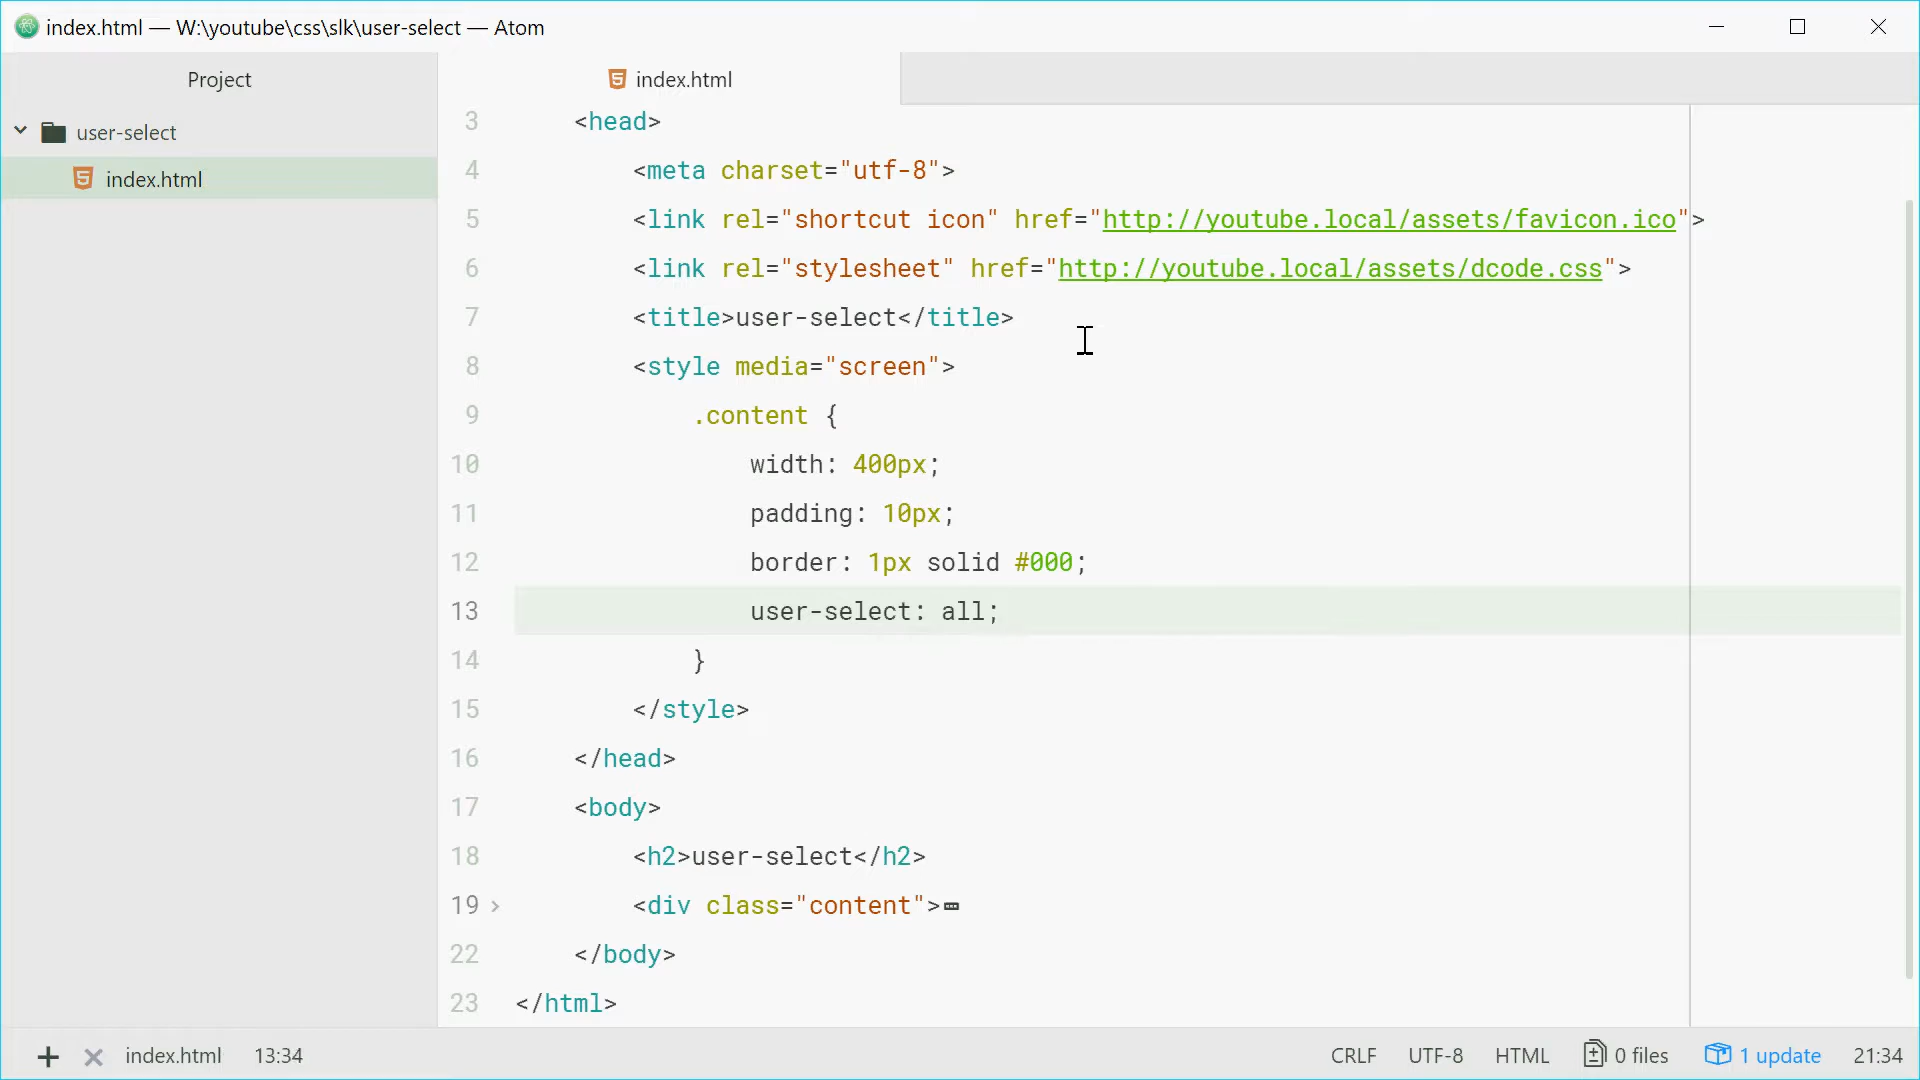 index.html — W:\youtube\css\slk\user-select — Atom
Project
index.html
user-select
index.html
3 <head>
4 <meta charset="utf-8">
5 <link rel="shortcut icon" href="http://youtube.local/assets/favicon.ico">
6 <link rel="stylesheet" href="http://youtube.local/assets/dcode.css">
7 <title>user-select</title>
8 <style media="screen">
9 .content {
10 width: 400px;
11 padding: 10px;
12 border: 1px solid #000;
13 user-select: all;
14 }
15 </style>
16 </head>
17 <body>
18 <h2>user-select</h2>
19 <div class="content">
22 </body>
23 </html>
index.html 13:34 CRLF UTF-8 HTML 0 files 1 update 21:34